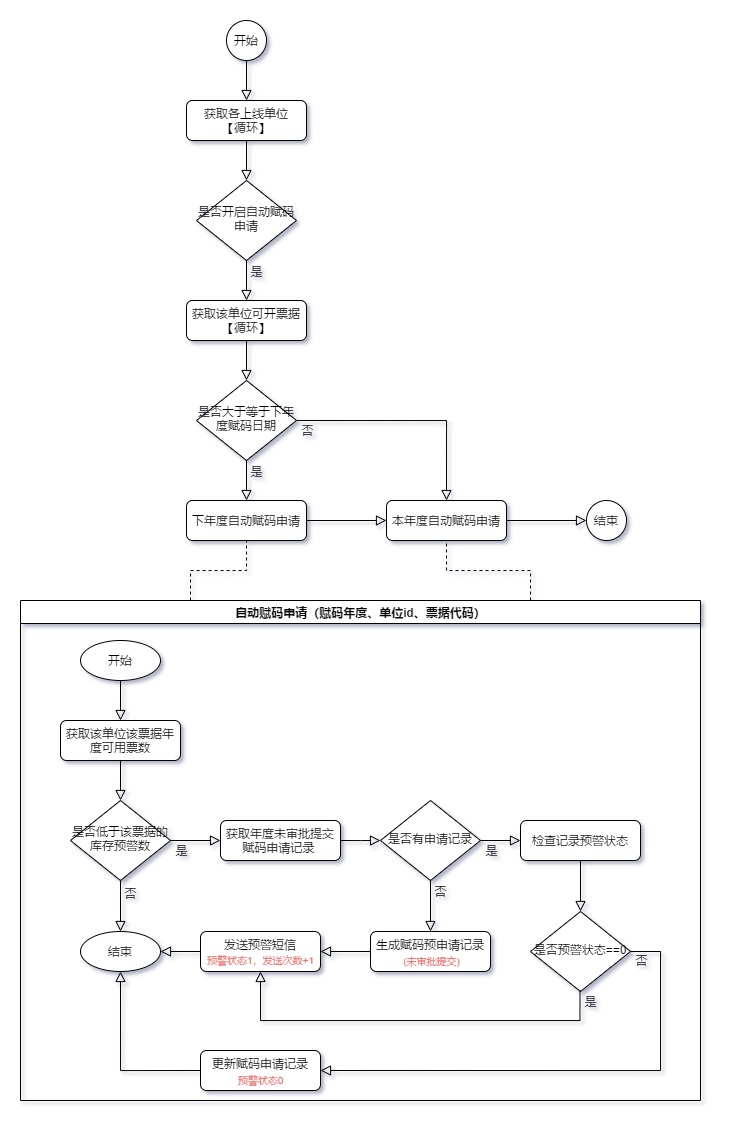 开始
获取各上线单位
【循环】
是否开启自动赋码
申请
是
获取该单位可开票据
【循环】
是否大于等于下年
度赋码日期
否
是
下年度自动赋码申请
本年度自动赋码申请
结束
自动赋码申请（赋码年度、单位id、票据代码）
开始
获取该单位该票据年
度可用票数
是否低于该票据的
库存预警数
是
否
获取年度未审批提交
赋码申请记录
是否有申请记录
是
否
检查记录预警状态
结束
发送预警短信
预警状态1，发送次数+1
生成赋码预申请记录
(未审批提交)
是否预警状态==0
否
是
更新赋码申请记录
预警状态0